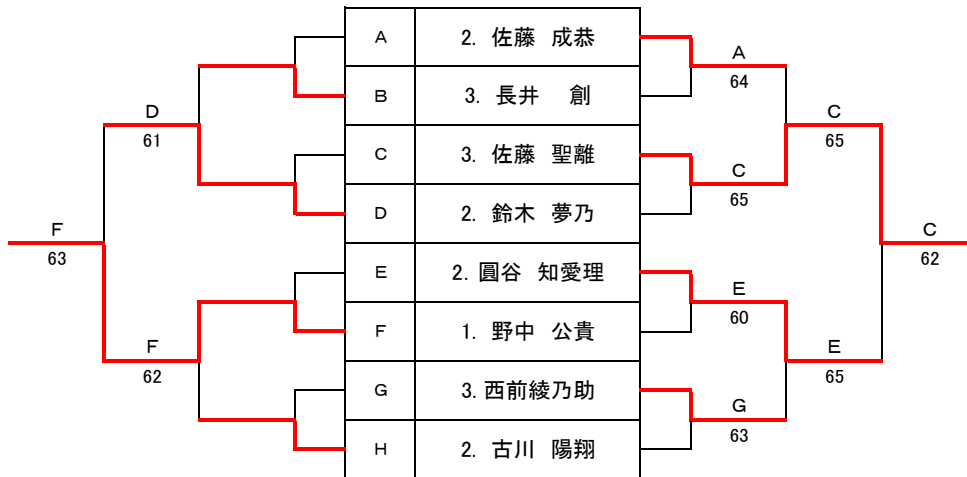 A 2. 佐藤 成恭
A
64
B 3. 長井 創
D
61
C
65
C 3. 佐藤 聖離
C
65
D 2. 鈴木 夢乃
F
63
C
62
E 2. 圓谷 知愛理
E
60
F 1. 野中 公貴
F
62
E
65
G 3. 西前綾乃助
G
63
H 2. 古川 陽翔